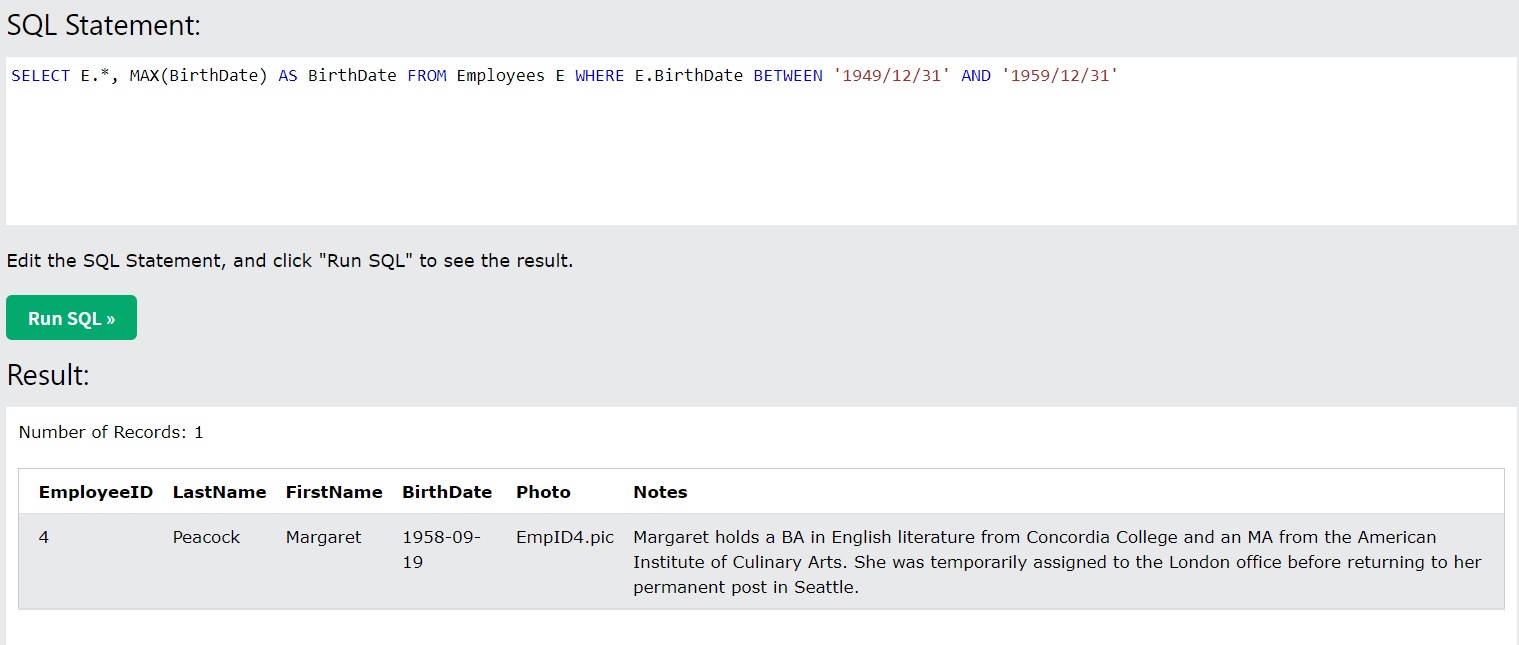 SQL Statement:
SELECT E.*, MAX(BirthDate) AS BirthDate FROM Employees E WHERE E.BirthDate BETWEEN '1949/12/31' AND '1959/12/31'
Edit the SQL Statement, and click "Run SQL" to see the result.
Run SQL »
Result:
Number of Records: 1
EmployeeID LastName FirstName BirthDate Photo Notes
4 Peacock Margaret 1958-09- EmpID4.pic Margaret holds a BA in English literature from Concordia College and an MA from the American
19 Institute of Culinary Arts. She was temporarily assigned to the London office before returning to her
permanent post in Seattle.